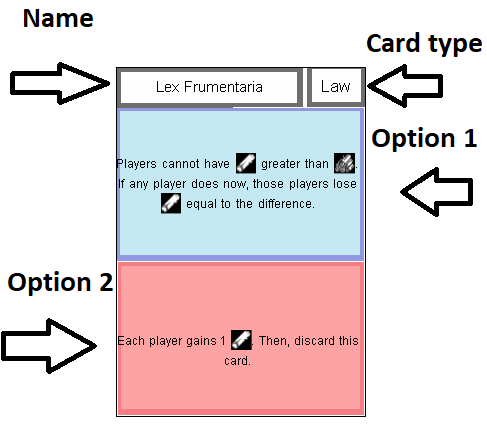 Name
Card type
Lex Frumentaria
Law
Option 1
Players cannot have greater than .
If any player does now, those players lose
equal to the difference.
Option 2
Each player gains 1 . Then, discard this
card.